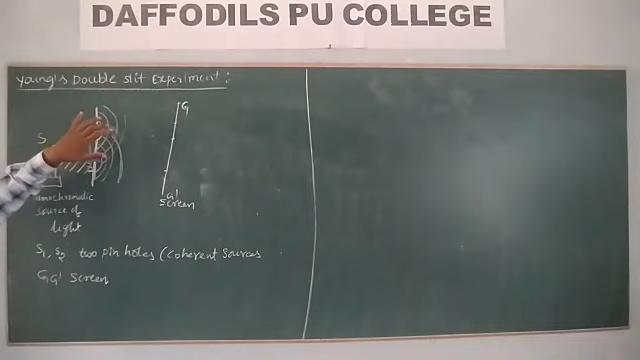 DAFFODILS PU COLLEGE
Young's Double slit Experiment:
S
G
G'
screen
monochromatic
source of
light
S1, S2 two pin holes (coherent sources
G, G' screen